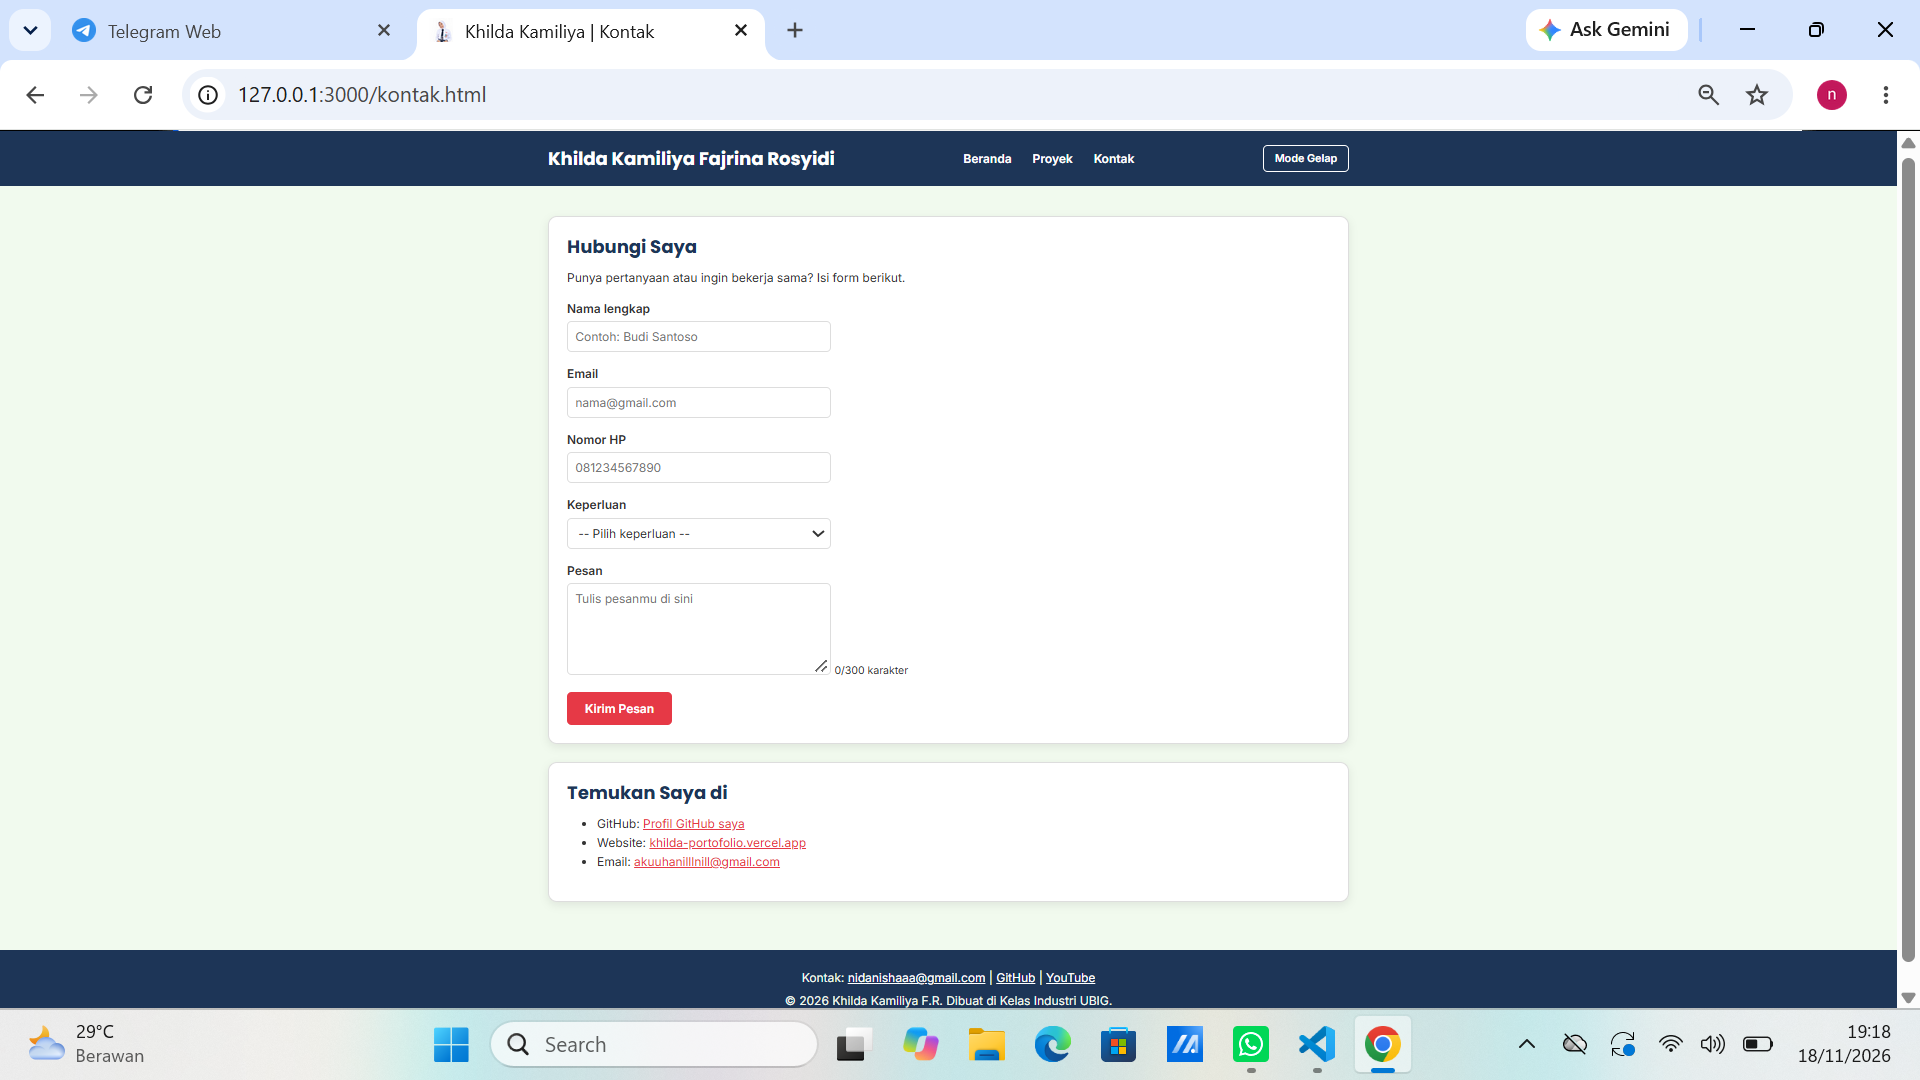 Telegram Web
Khilda Kamiliya | Kontak
Ask Gemini
127.0.0.1:3000/kontak.html
n
Khilda Kamiliya Fajrina Rosyidi
Beranda Proyek Kontak
Mode Gelap
Hubungi Saya
Punya pertanyaan atau ingin bekerja sama? Isi form berikut.
Nama lengkap
Contoh: Budi Santoso
Email
nama@gmail.com
Nomor HP
081234567890
Keperluan
-- Pilih keperluan --
Pesan
Tulis pesanmu di sini
0/300 karakter
Kirim Pesan
Temukan Saya di
GitHub: Profil GitHub saya
Website: khilda-portofolio.vercel.app
Email: akuuhanilllnill@gmail.com
Kontak: nidanishaaa@gmail.com | GitHub | YouTube
© 2026 Khilda Kamiliya F.R. Dibuat di Kelas Industri UBIG.
29°C
Berawan
Search
19:18
18/11/2026